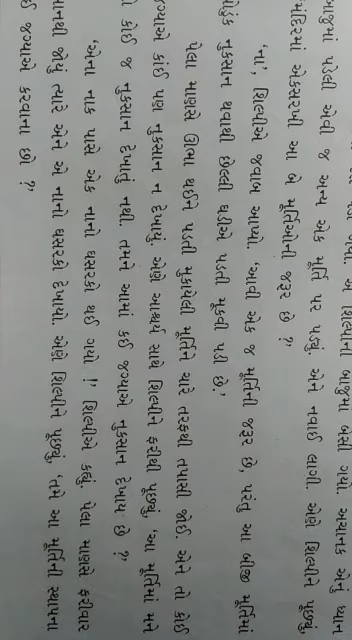 ગયો. એ શિલ્પીની બાજુમાં બેસી ગયો. અચાનક એનું ધ્યાન
બાજુમાં પડેલી એવી જ અન્ય એક મૂર્તિ પર પડ્યું. એને નવાઈ લાગી. એણે શિલ્પીને પૂછ્યું,
મંદિરમાં એકસરખી આ બે મૂર્તિઓની જરૂર છે ?’
‘ના’, શિલ્પીએ જવાબ આપ્યો. ‘આવી એક જ મૂર્તિની જરૂર છે, પરંતુ આ બીજી મૂર્તિમાં
થોડુંક નુકસાન થવાથી છેલ્લી ઘડીએ પડતી મૂકવી પડી છે.’
પેલા માણસે ઊભા થઈને પડતી મુકાયેલી મૂર્તિને ચારે તરફથી તપાસી જોઈ. એને તો કોઈ
જગ્યાએ કાંઈ પણ નુકસાન ન દેખાયું. એણે આશ્ચર્ય સાથે શિલ્પીને ફરીથી પૂછ્યું, ‘આ મૂર્તિમાં મને
તો કોઈ જ નુકસાન દેખાતું નથી. તમને આમાં કઈ જગ્યાએ નુકસાન દેખાય છે ?’
‘એના નાક પાસે એક નાનો ઘસરકો થઈ ગયો !’ શિલ્પીએ કહ્યું. પેલા માણસે ફરીવાર
ધ્યાનથી જોયું ત્યારે એને એ નાનો ઘસરકો દેખાયો. એણે શિલ્પીને પૂછ્યું, ‘તમે આ મૂર્તિની સ્થાપના
કઈ જગ્યાએ કરવાના છો ?’